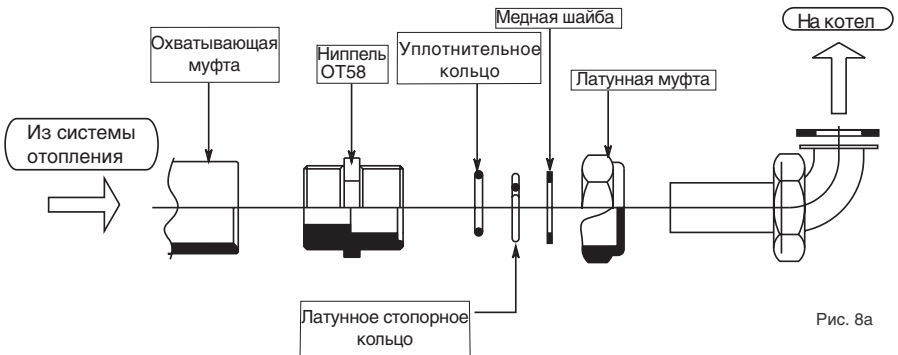 Медная шайба
На котел
Охватывающая
муфта
Ниппель
ОТ58
Уплотнительное
кольцо
Латунная муфта
Из системы
отопления
Латунное стопорное
кольцо
Рис. 8а